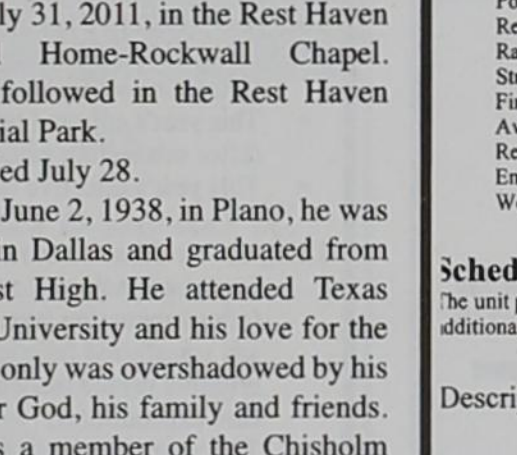 ly 31, 2011, in the Rest Haven
Home-Rockwall Chapel.
followed in the Rest Haven
ial Park.
ed July 28.
June 2, 1938, in Plano, he was
in Dallas and graduated from
st High. He attended Texas
University and his love for the
only was overshadowed by his
r God, his family and friends.
s a member of the Chisholm
Re
Ra
St
Fi
Av
Re
En
W
Sched
The unit
additiona
Descri